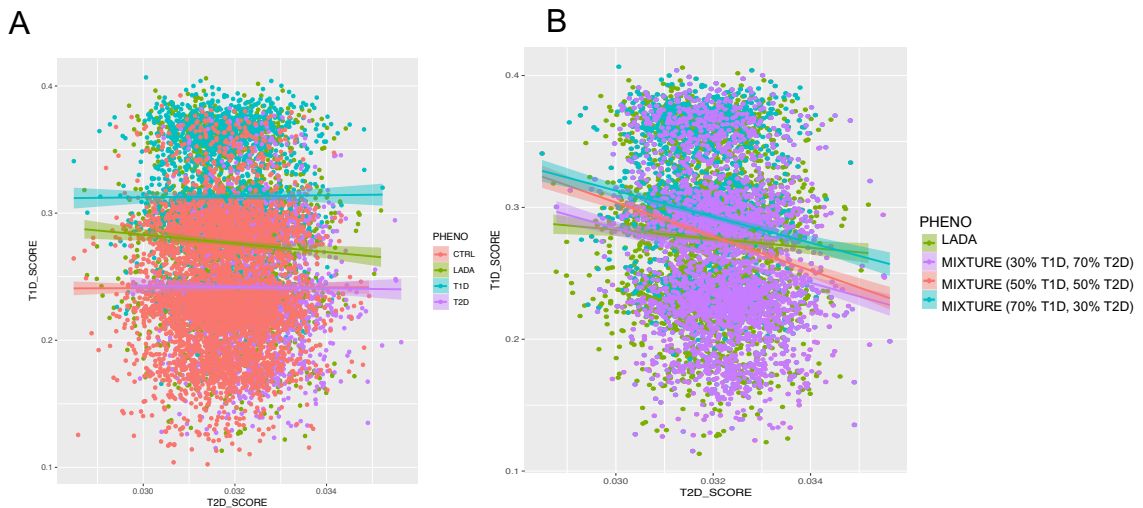 A
0.4
0.3
0.2
0.1
T1D_SCORE
0.030
0.032
0.034
T2D_SCORE
PHENO
CTRL
LADA
T1D
T2D
B
0.4
0.3
0.2
0.1
T1D_SCORE
0.030
0.032
0.034
T2D_SCORE
PHENO
LADA
MIXTURE (30% T1D, 70% T2D)
MIXTURE (50% T1D, 50% T2D)
MIXTURE (70% T1D, 30% T2D)